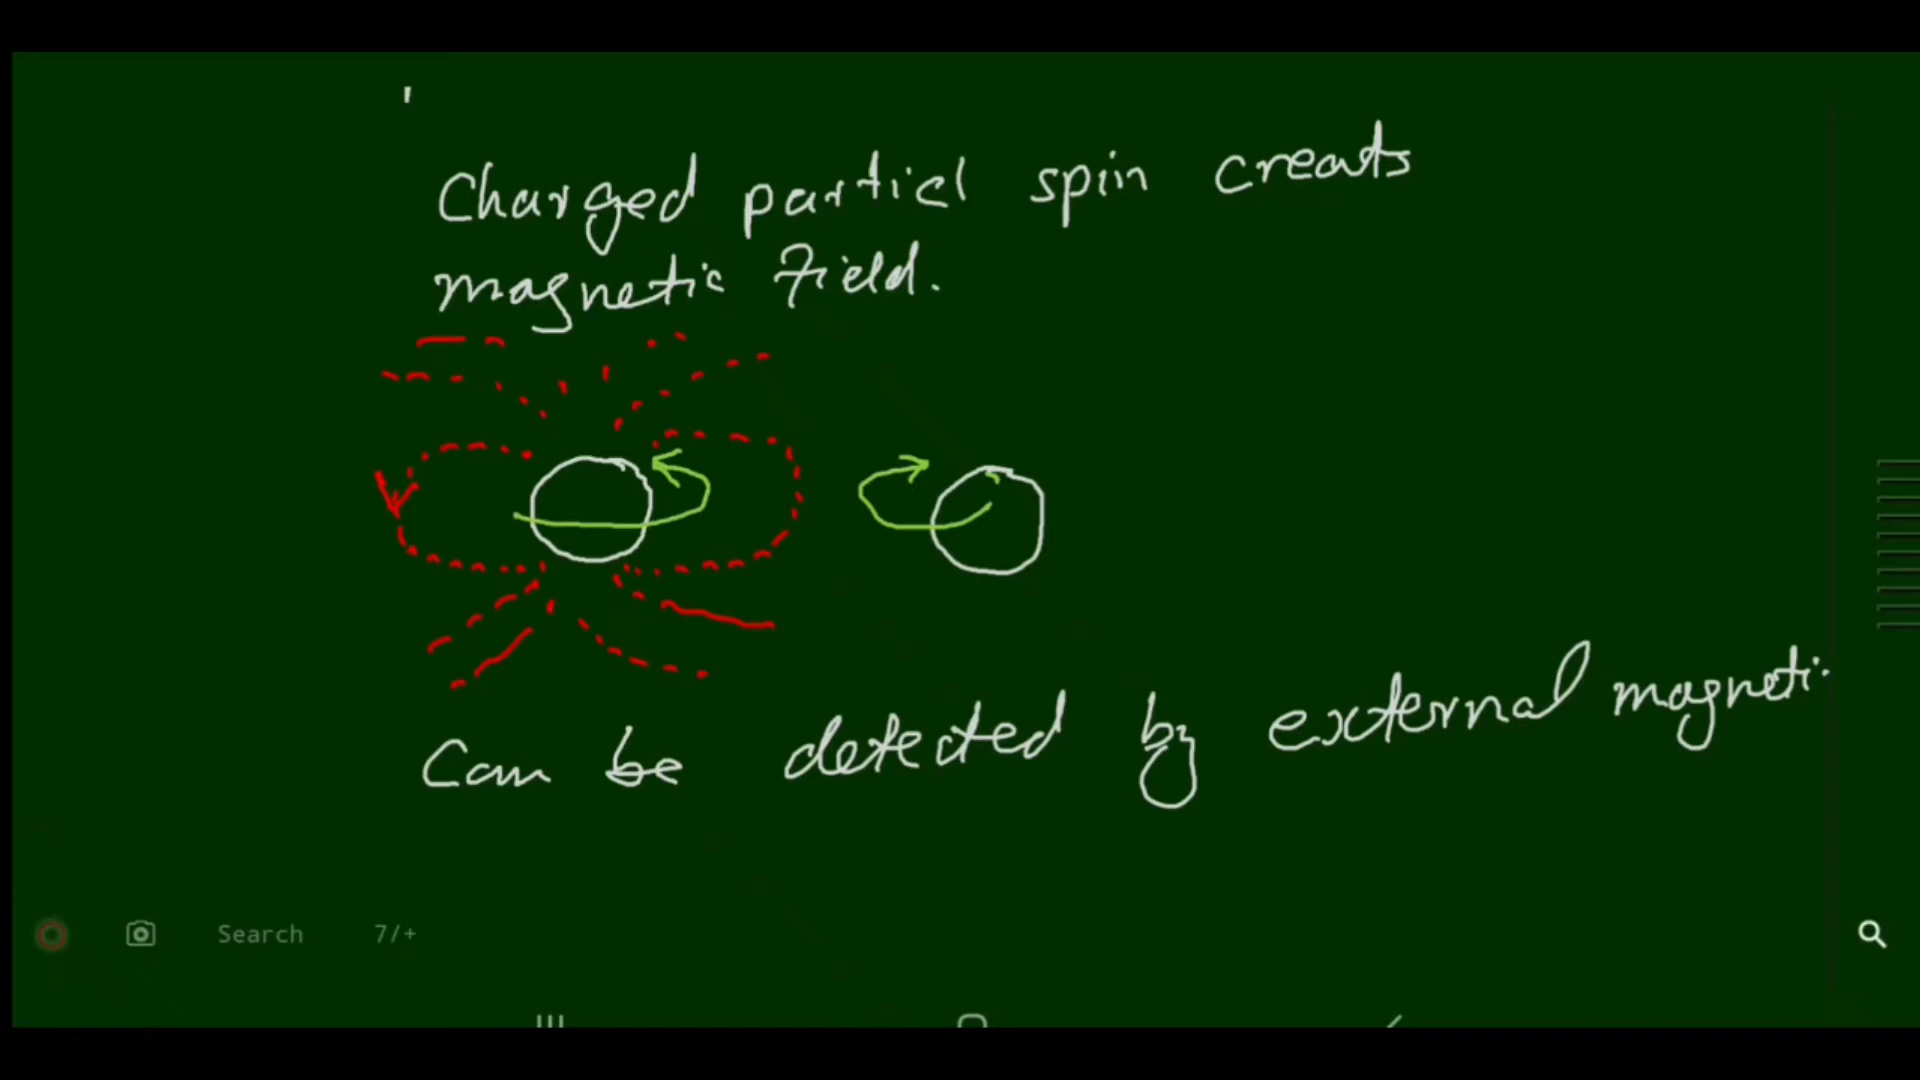 Charged particl spin creats
magnetic field.
Can be detected by external magneti
Search 7/+